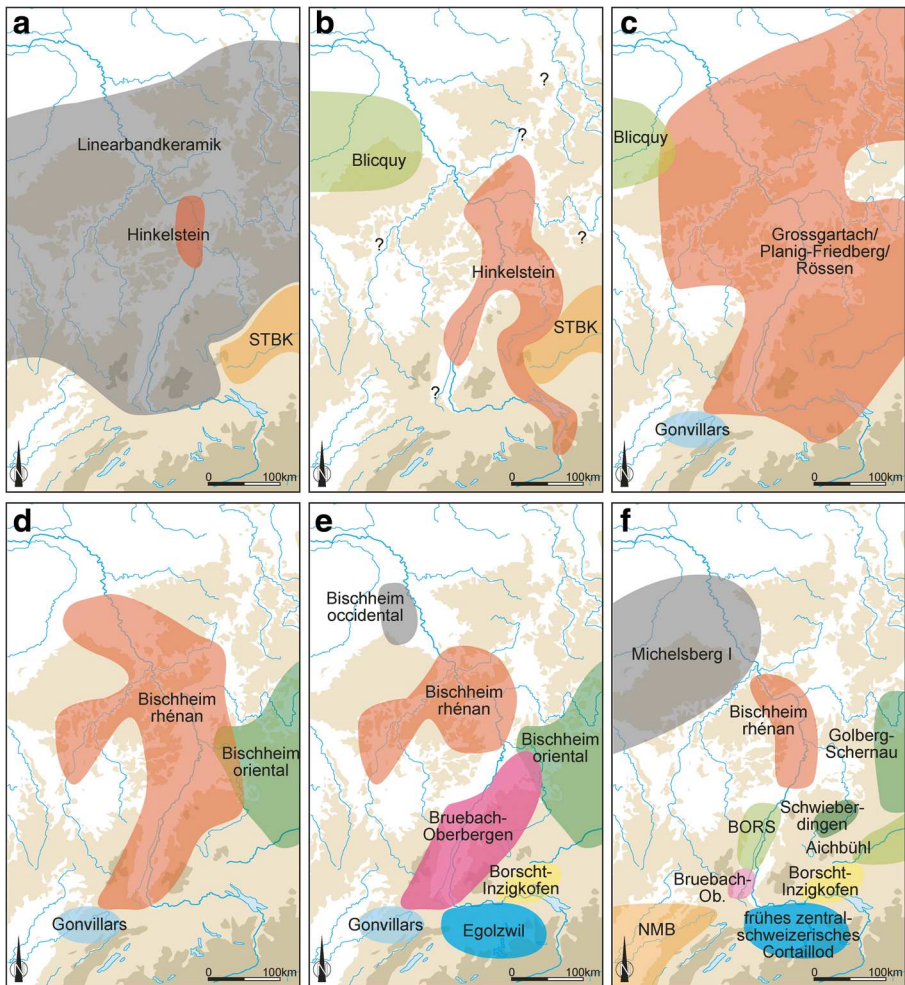 a
Linearbandkeramik
Hinkelstein
STBK
N
0 100km
b
?
?
Blicquy
?
?
Hinkelstein
STBK
?
N
0 100km
c
Blicquy
Grossgartach/
Planig-Friedberg/
Rössen
Gonvillars
N
0 100km
d
Bischheim
rhénan
Bischheim
oriental
Gonvillars
N
0 100km
e
Bischheim
occidental
Bischheim
rhénan
Bischheim
oriental
Bruebach-
Oberbergen
Borscht-
Inzigkofen
Gonvillars
Egolzwil
N
0 100km
f
Michelsberg I
Bischheim
rhénan
Golberg-
Schernau
Schwieber-
dingen
BORS
Aichbühl
Bruebach-
Ob.
Borscht-
Inzigkofen
NMB
frühes zentral-
schweizerisches
Cortaillod
N
0 100km